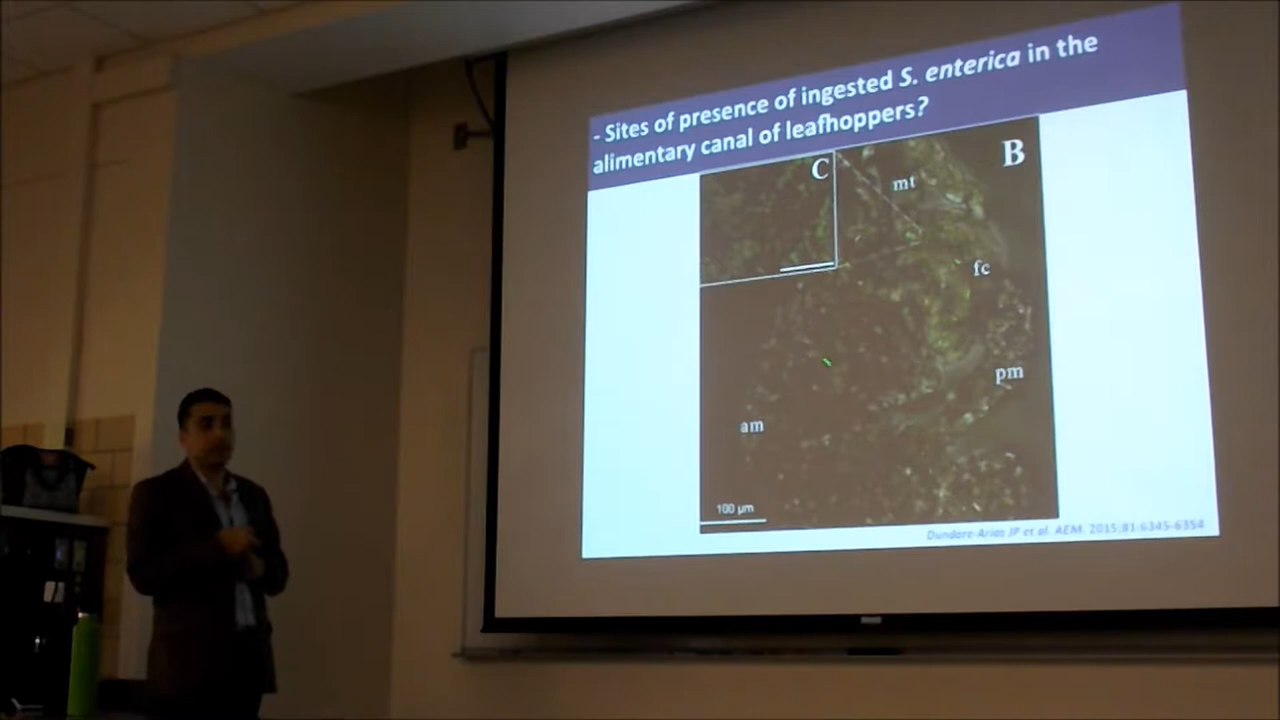 - Sites of presence of ingested S. enterica in the
alimentary canal of leafhoppers?
C
B
mt
fc
pm
am
100 µm
Dundore-Arias JP et al. AEM. 2015;81:6345-6354